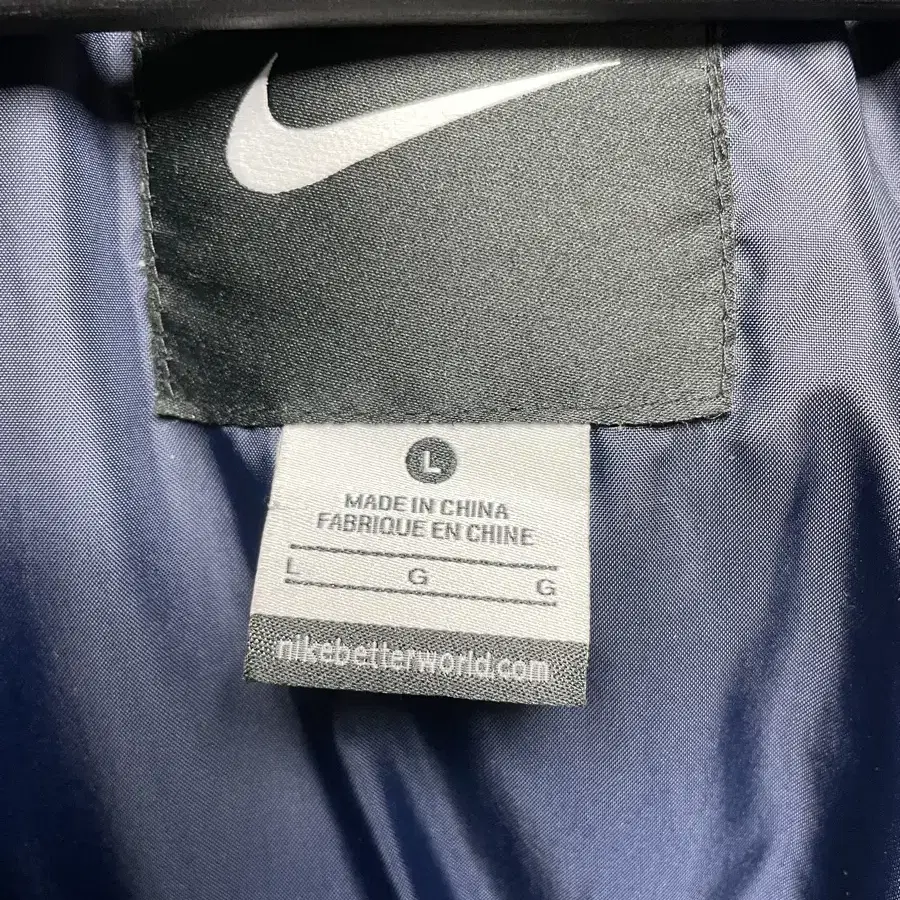 L
MADE IN CHINA
FABRIQUE EN CHINE
L G G
nikebetterworld.com